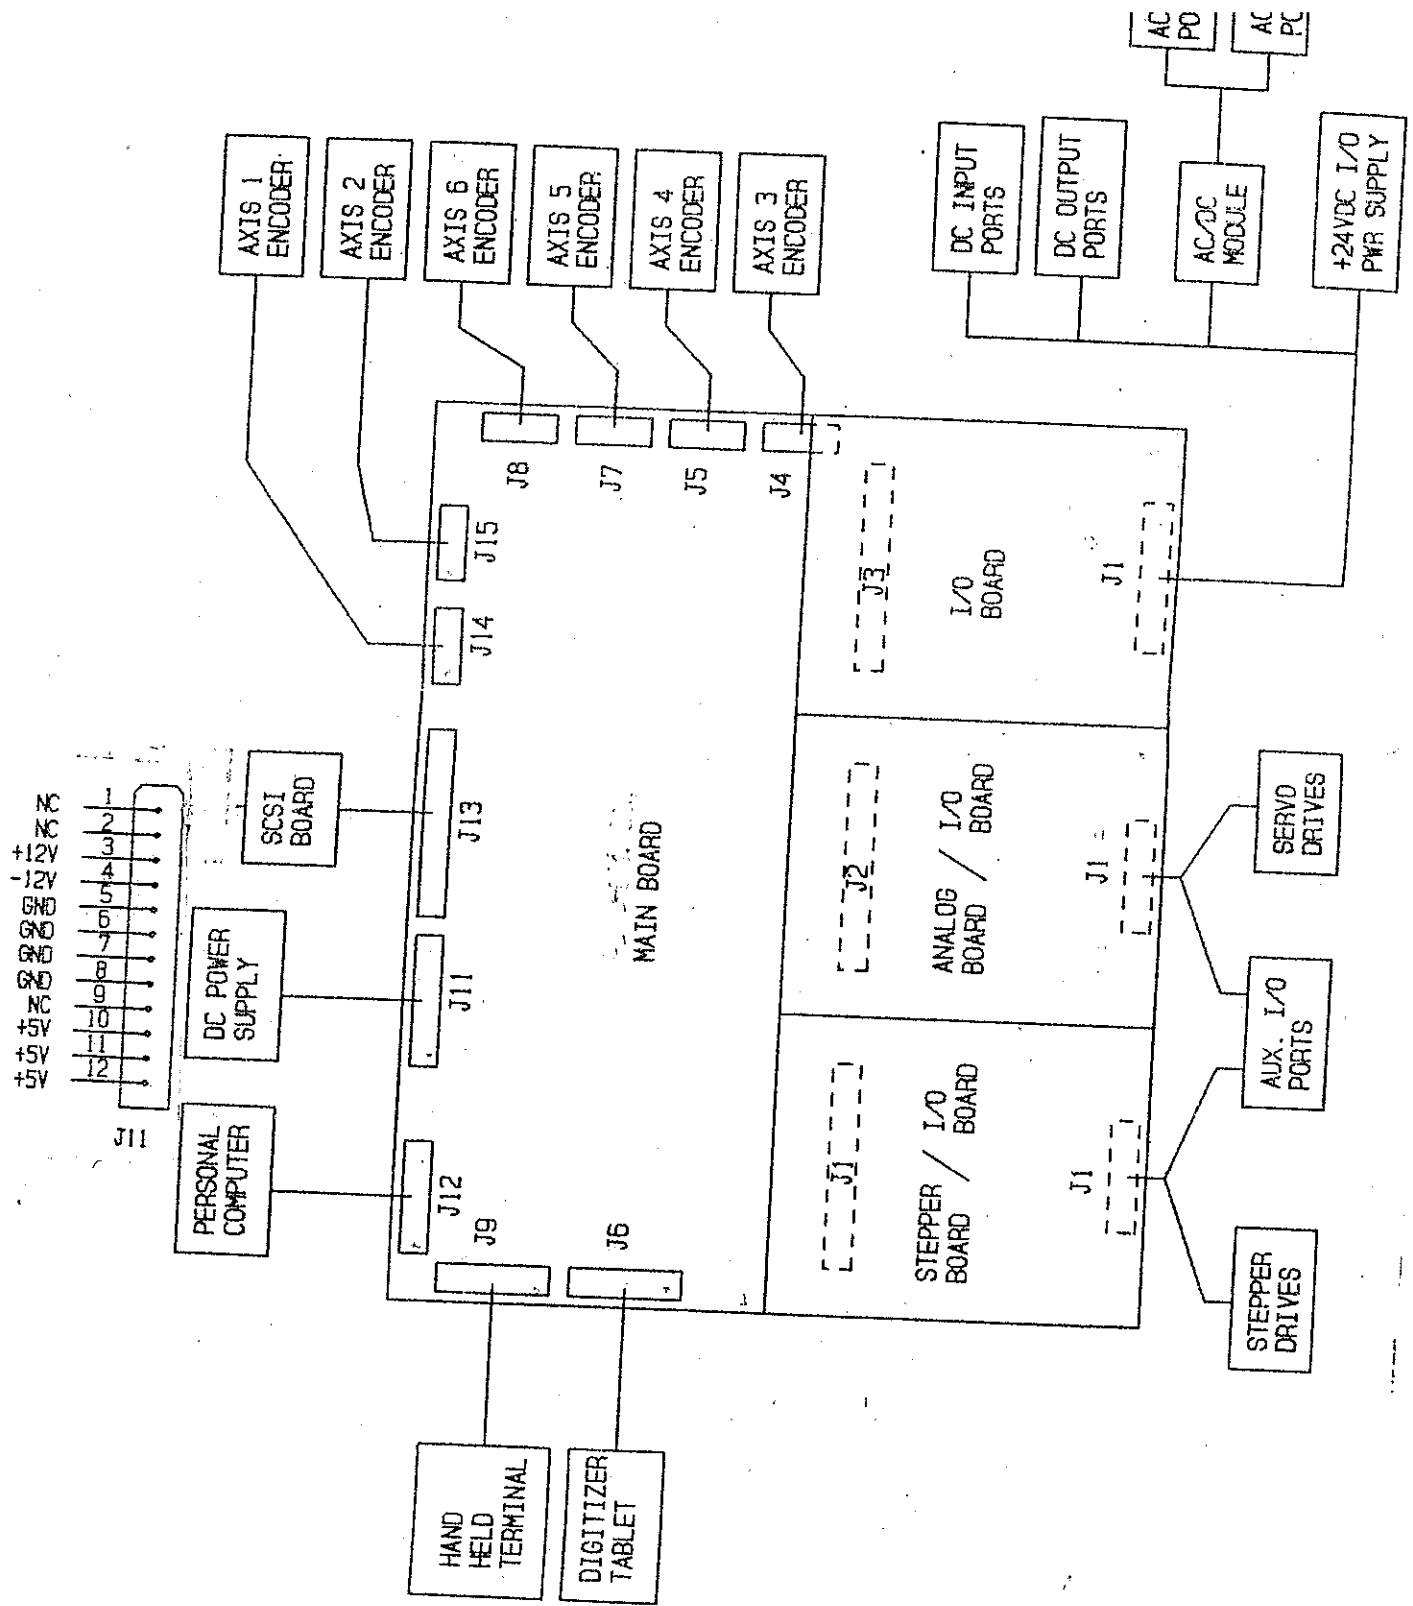 NC 1
NC 2
+12V 3
-12V 4
GND 5
GND 6
GND 7
GND 8
NC 9
+5V 10
+5V 11
+5V 12
J11
PERSONAL
COMPUTER
DC POWER
SUPPLY
SCSI
BOARD
AXIS 1
ENCODER
AXIS 2
ENCODER
AXIS 6
ENCODER
AXIS 5
ENCODER
AXIS 4
ENCODER
AXIS 3
ENCODER
J12
J11
J13
J14
J15
J9
J6
J8
J7
J5
J4
MAIN BOARD
HAND
HELD
TERMINAL
DIGITIZER
TABLET
J1
STEPPER / I/O
BOARD / BOARD
J1
J2
ANALOG / I/O
BOARD / BOARD
J1
J3
I/O
BOARD
J1
STEPPER
DRIVES
AUX. I/O
PORTS
SERVO
DRIVES
DC INPUT
PORTS
DC OUTPUT
PORTS
AC/DC
MODULE
+24VDC I/O
PWR SUPPLY
AC
PO
AC